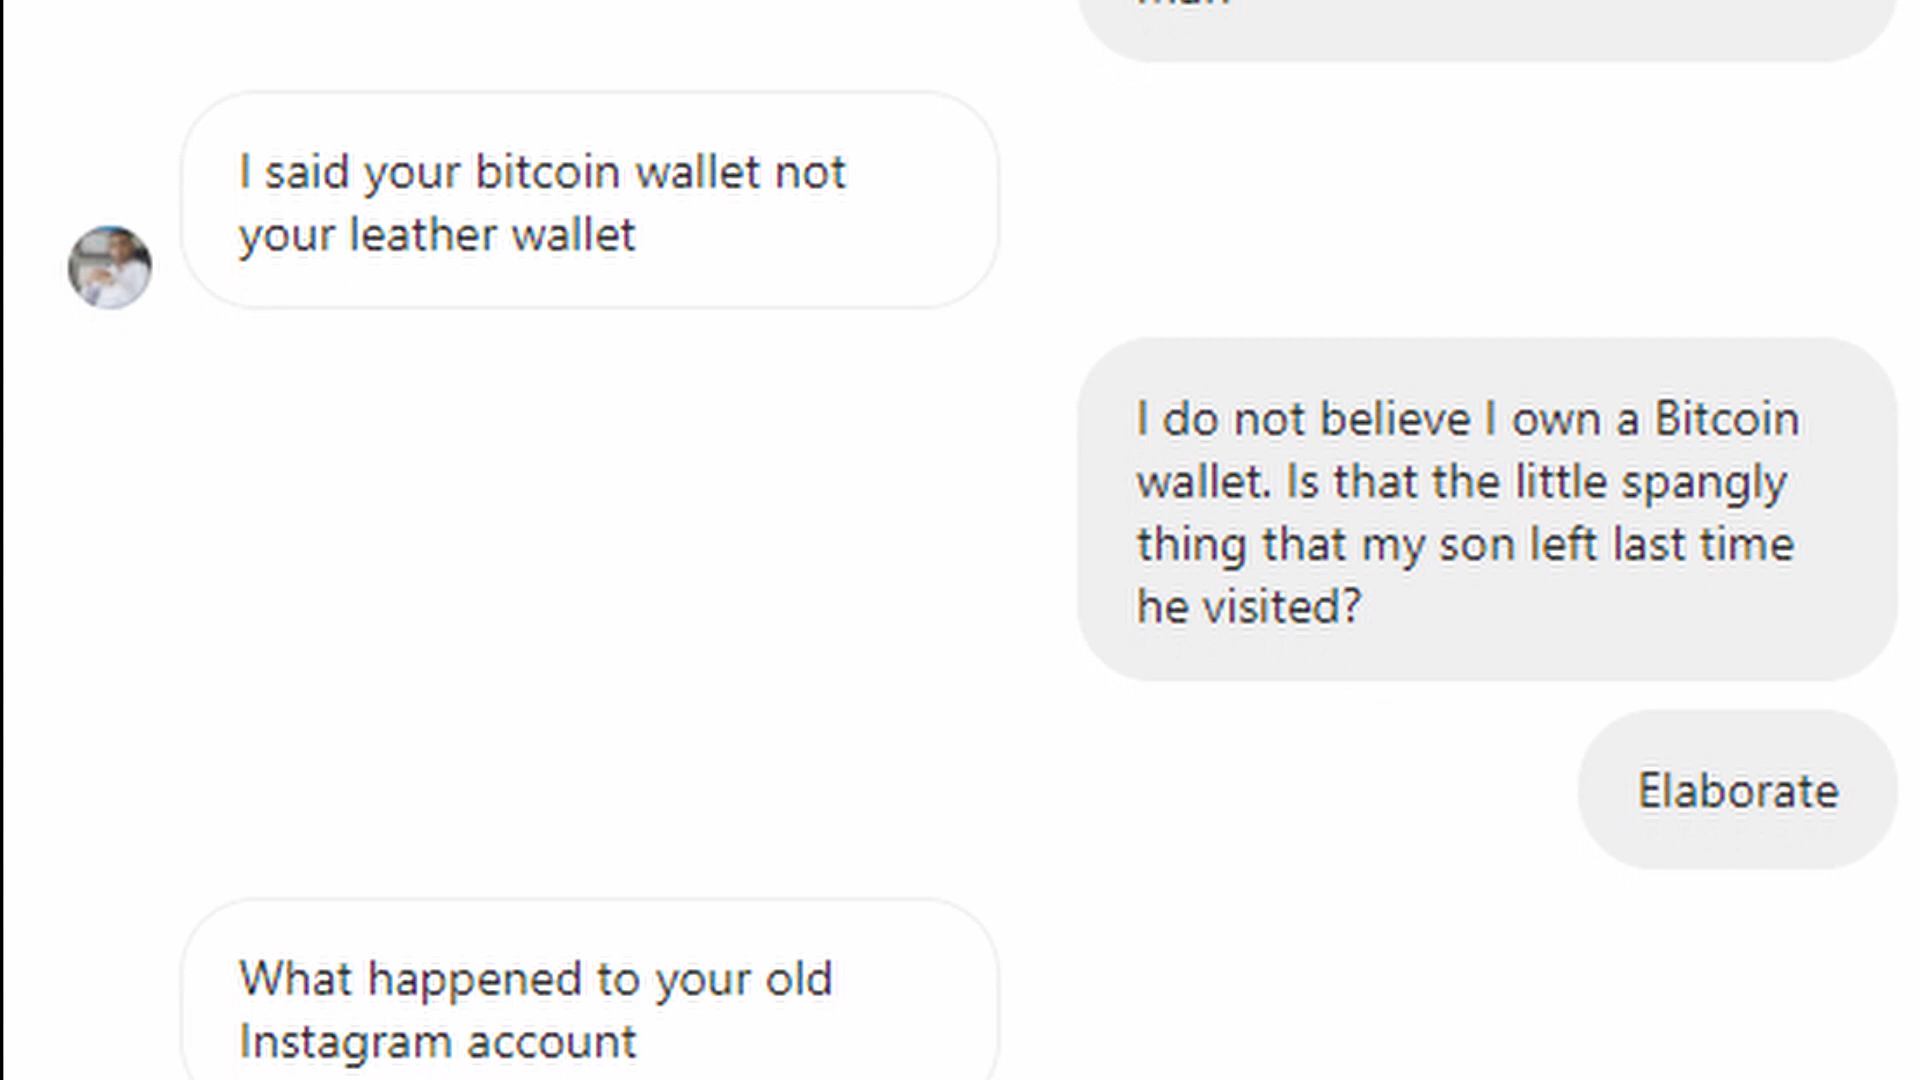 I said your bitcoin wallet not
your leather wallet
I do not believe I own a Bitcoin
wallet. Is that the little spangly
thing that my son left last time
he visited?
Elaborate
What happened to your old
Instagram account